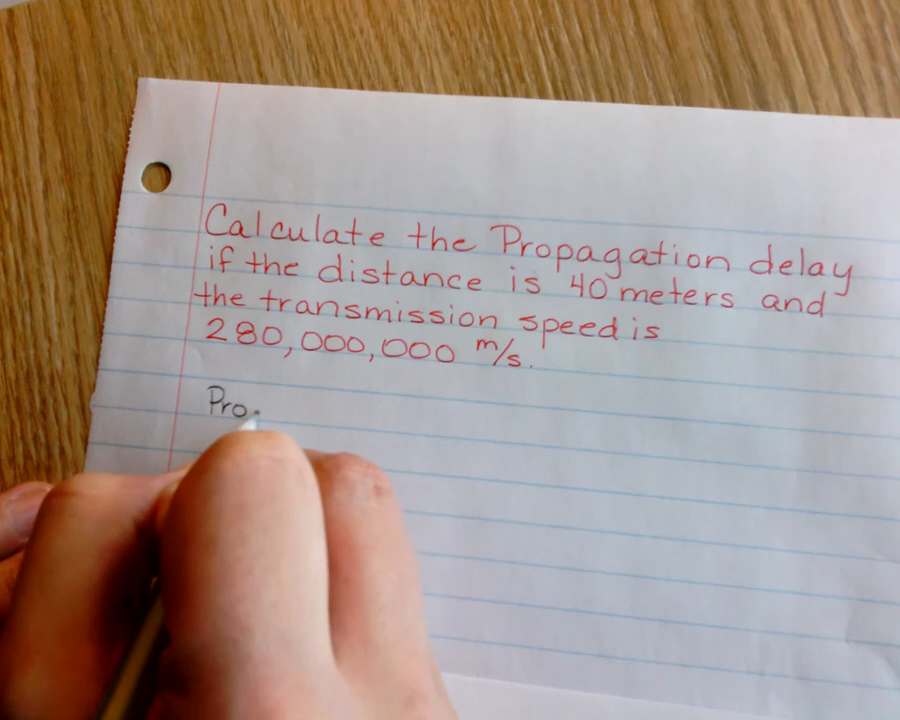 Calculate the Propagation delay
if the distance is 40 meters and
the transmission speed is
280,000,000 m/s.
Pro.